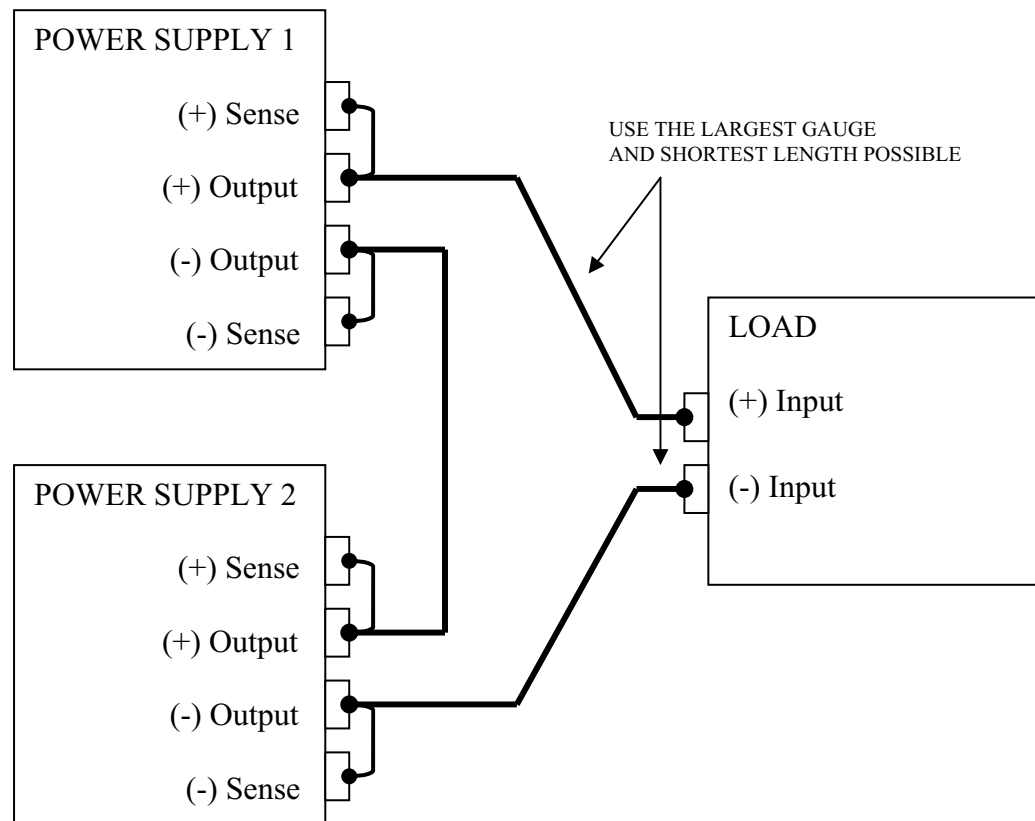 POWER SUPPLY 1
(+) Sense
(+) Output
(-) Output
(-) Sense
USE THE LARGEST GAUGE
AND SHORTEST LENGTH POSSIBLE
LOAD
(+) Input
(-) Input
POWER SUPPLY 2
(+) Sense
(+) Output
(-) Output
(-) Sense